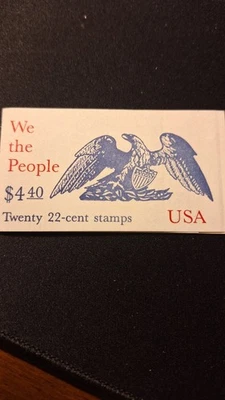 We
the
People
$4.40
Twenty 22-cent stamps
USA